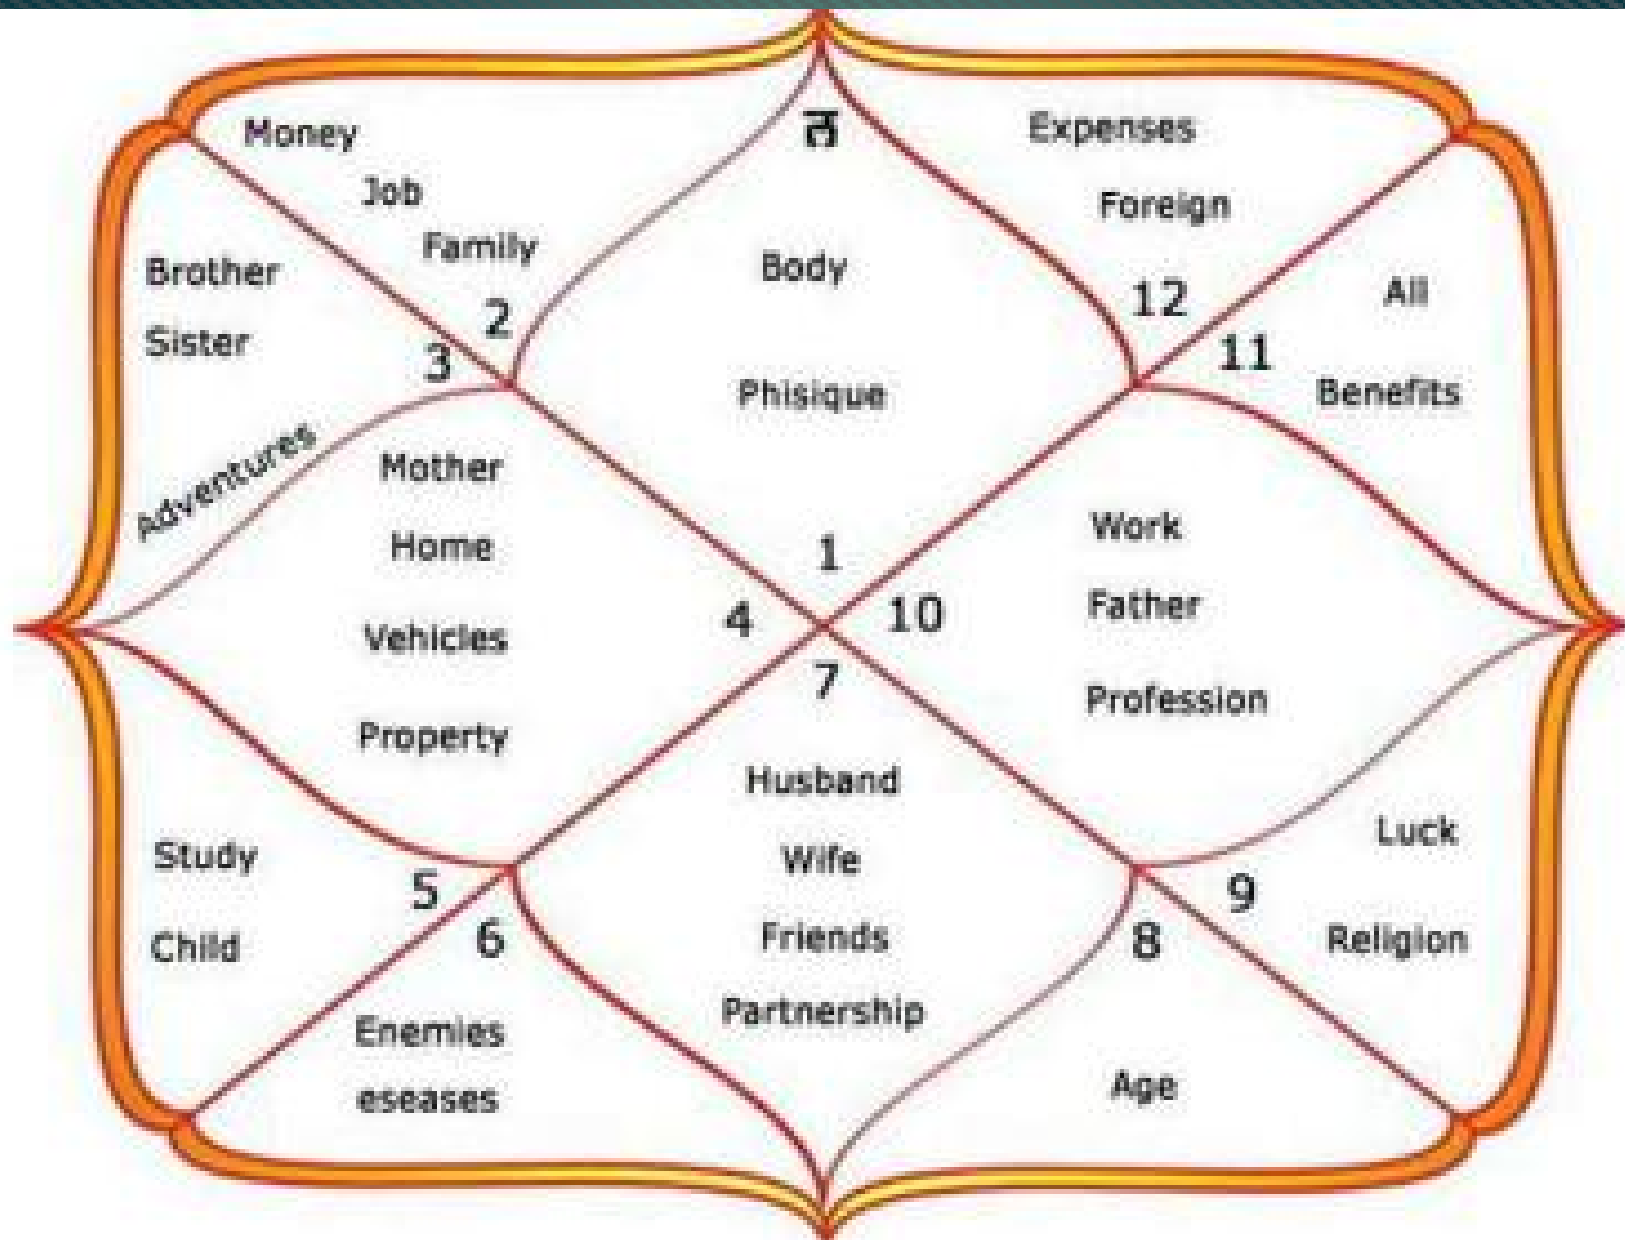 ल
Money
Job
Family
2
Brother
Sister
3
Adventures
Body
Phisique
1
Expenses
Foreign
12
All
Benefits
11
Mother
Home
Vehicles
Property
4
Work
Father
Profession
10
7
Husband
Wife
Friends
Partnership
Study
Child
5
6
Enemies
eseases
8
Age
9
Luck
Religion